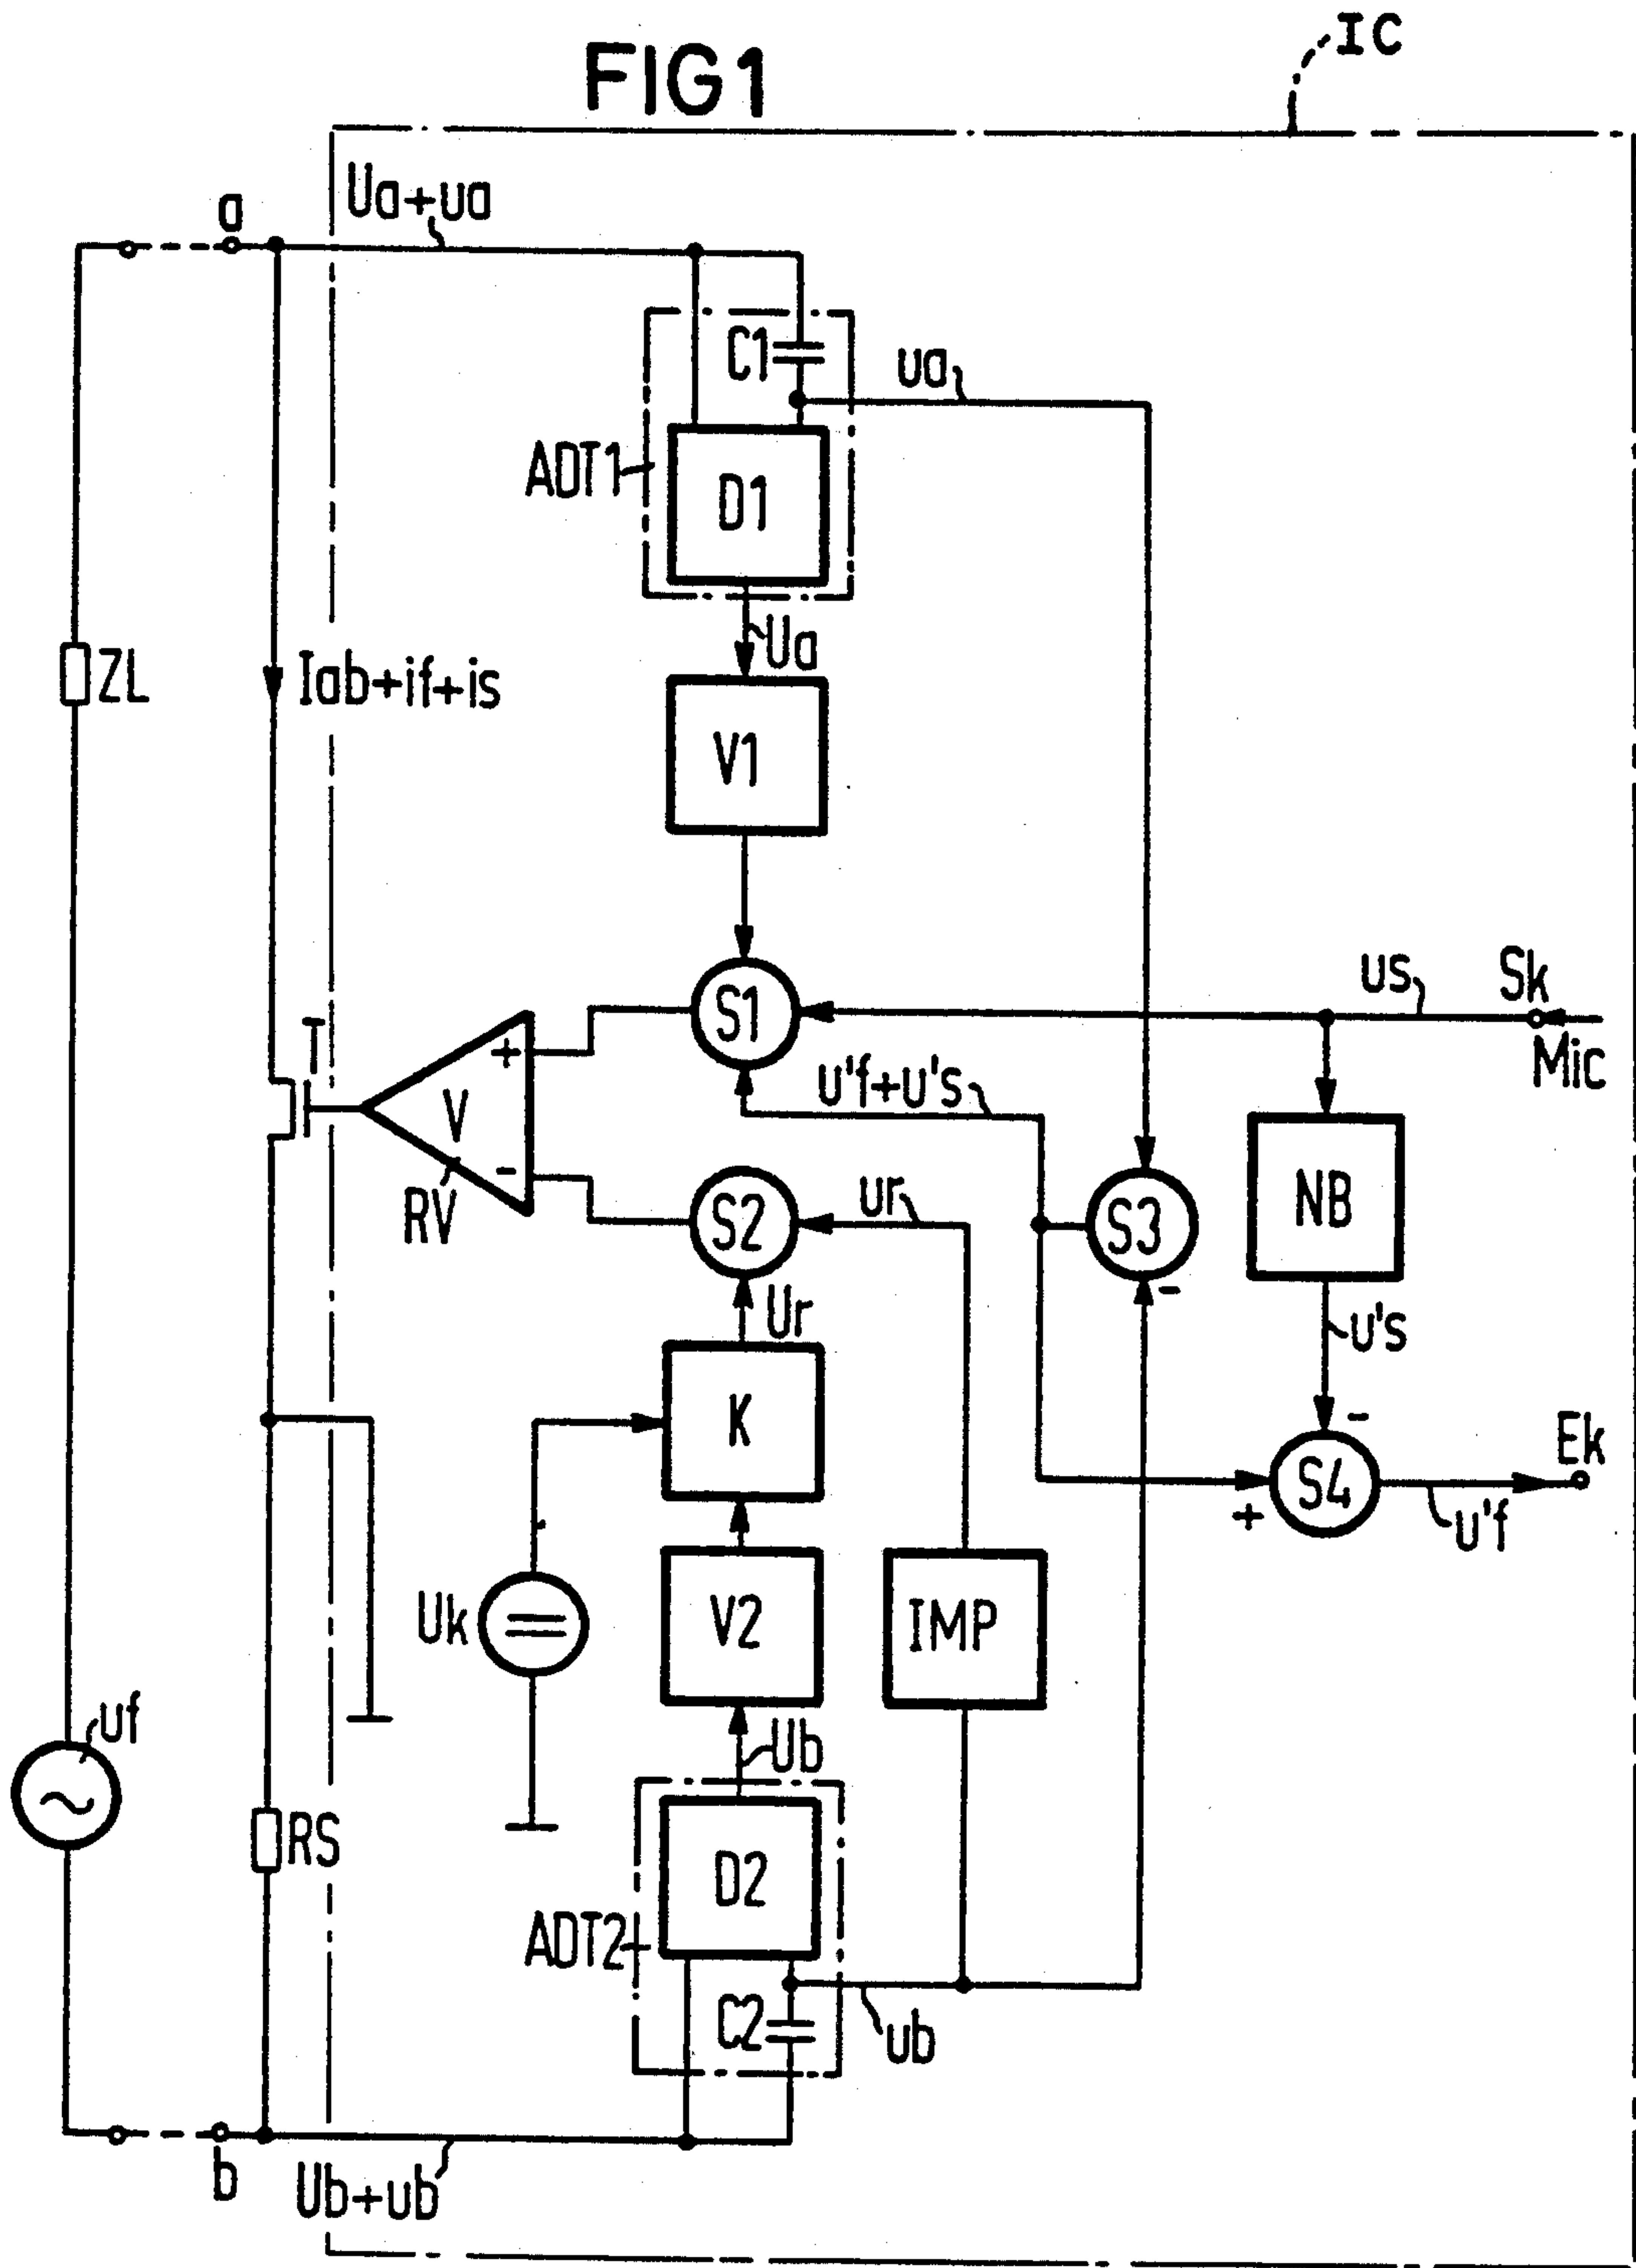 IC
FIG1
Ua+ua
a
C1
ua
ADT1
D1
Ua
ZL
Iab+if+is
V1
us
Sk
S1
Mic
T
+
u'f+u's
V
NB
-
ur
S2
S3
RV
-
Ur
u's
K
-
Ek
S4
+
u'f
Uk
V2
IMP
uf
Ub
RS
D2
ADT2
C2
ub
b
Ub+ub